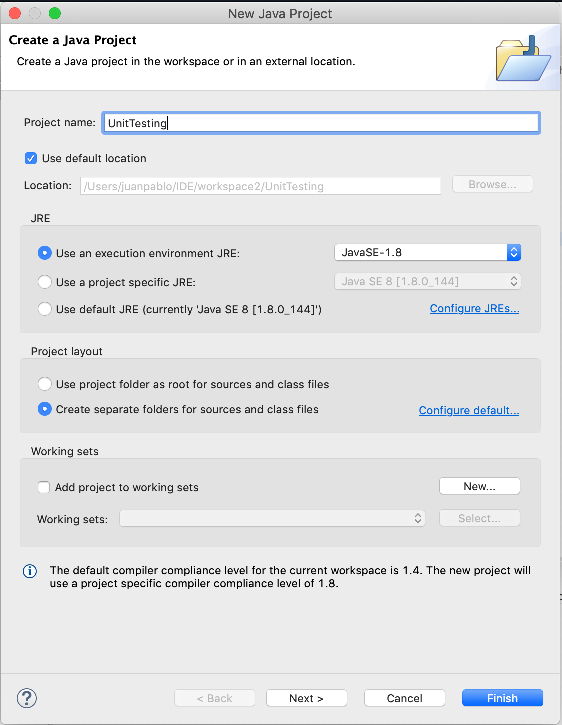 New Java Project
Create a Java Project
Create a Java project in the workspace or in an external location.
Project name: UnitTesting
Use default location
Location: /Users/juanpablo/IDE/workspace2/UnitTesting Browse...
JRE
Use an execution environment JRE: JavaSE-1.8
Use a project specific JRE: Java SE 8 [1.8.0_144]
Use default JRE (currently 'Java SE 8 [1.8.0_144]') Configure JREs...
Project layout
Use project folder as root for sources and class files
Create separate folders for sources and class files Configure default...
Working sets
Add project to working sets New...
Working sets: Select...
The default compiler compliance level for the current workspace is 1.4. The new project will
use a project specific compiler compliance level of 1.8.
? < Back Next > Cancel Finish